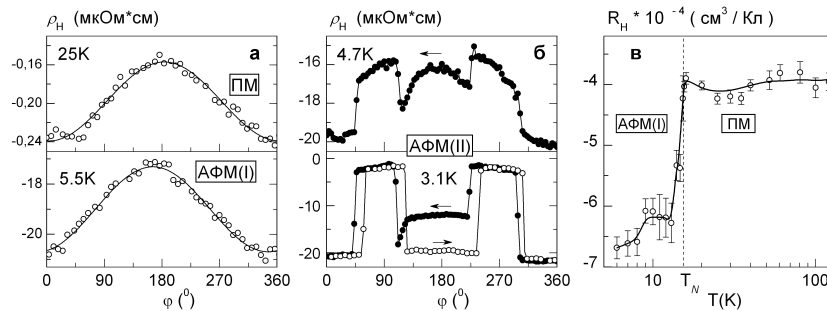 ρH (мкОм*см)
25K
а
ПМ
-0,16
-0,20
-0,24
5.5K
АФМ(I)
-18
-20
0 90 180 270 360
φ (0)
ρH (мкОм*см)
4.7K
б
-16
-18
-20
АФМ(II)
0
3.1K
-5
-10
-15
-20
0 90 180 270 360
φ (0)
RH * 10 -4 (см3 / Кл)
в
-3
-4
АФМ(I)
ПМ
-5
-6
-7
10
TN
100
T(K)